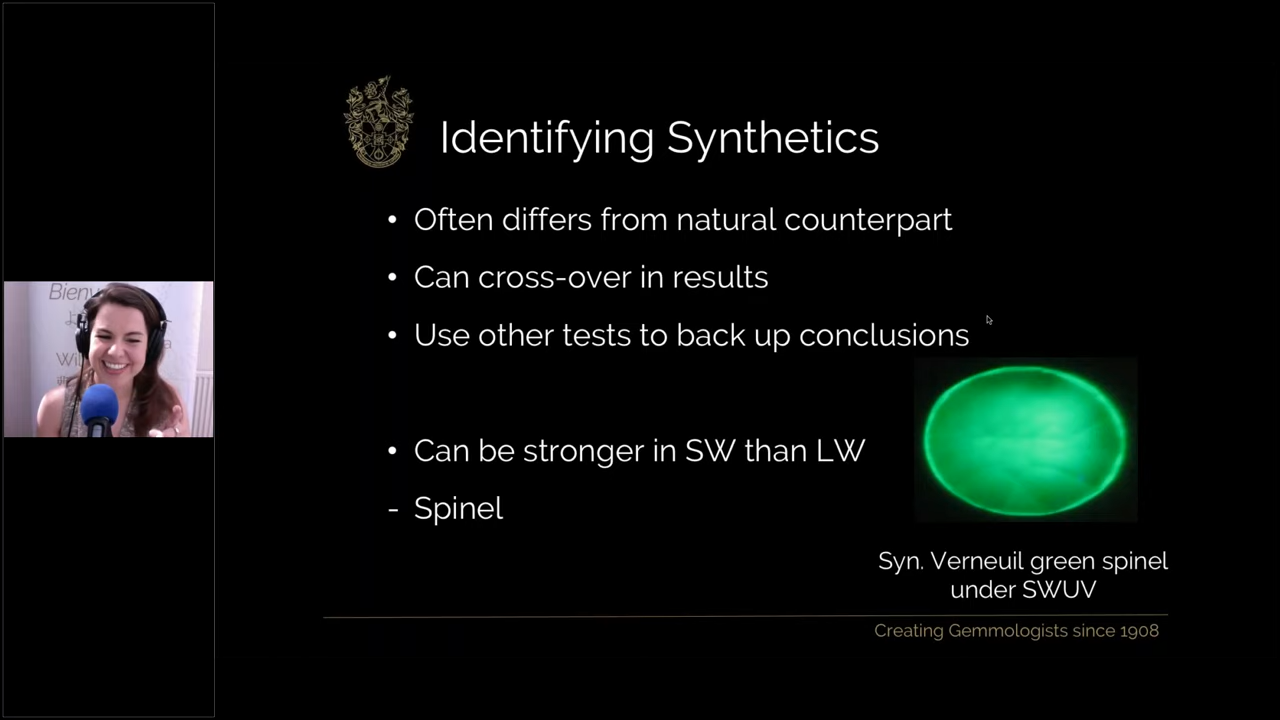 Identifying Synthetics
• Often differs from natural counterpart
• Can cross-over in results
• Use other tests to back up conclusions
• Can be stronger in SW than LW
- Spinel
Syn. Verneuil green spinel
under SWUV
Creating Gemmologists since 1908